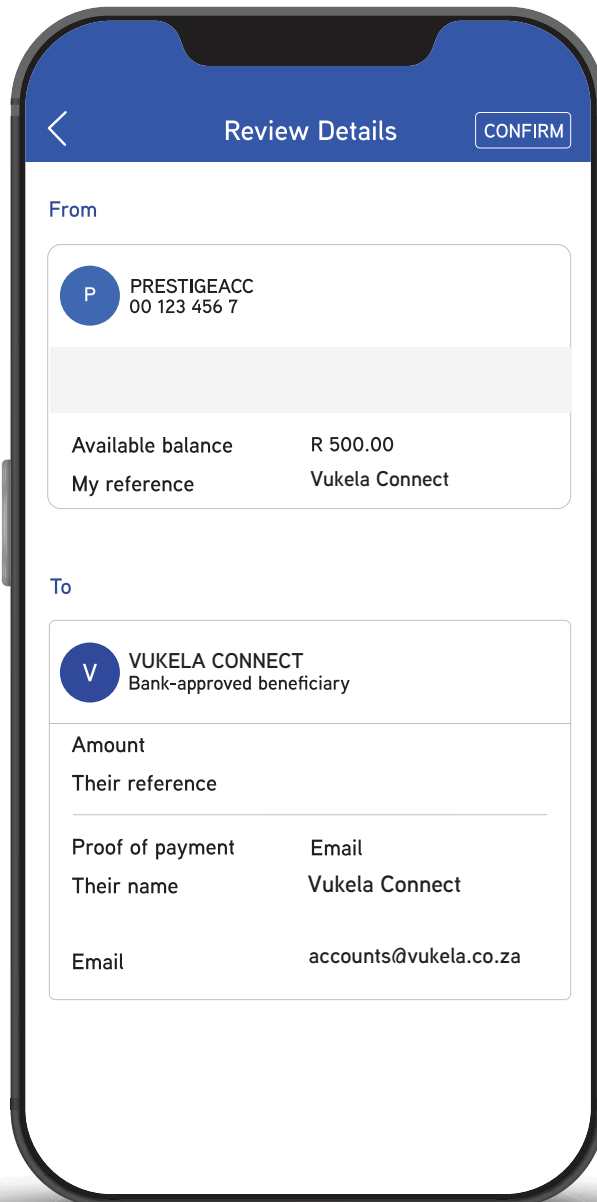 Review Details CONFIRM
From
P PRESTIGEACC
00 123 456 7
Available balance R 500.00
My reference Vukela Connect
To
V VUKELA CONNECT
Bank-approved beneficiary
Amount
Their reference
Proof of payment Email
Their name Vukela Connect
Email accounts@vukela.co.za